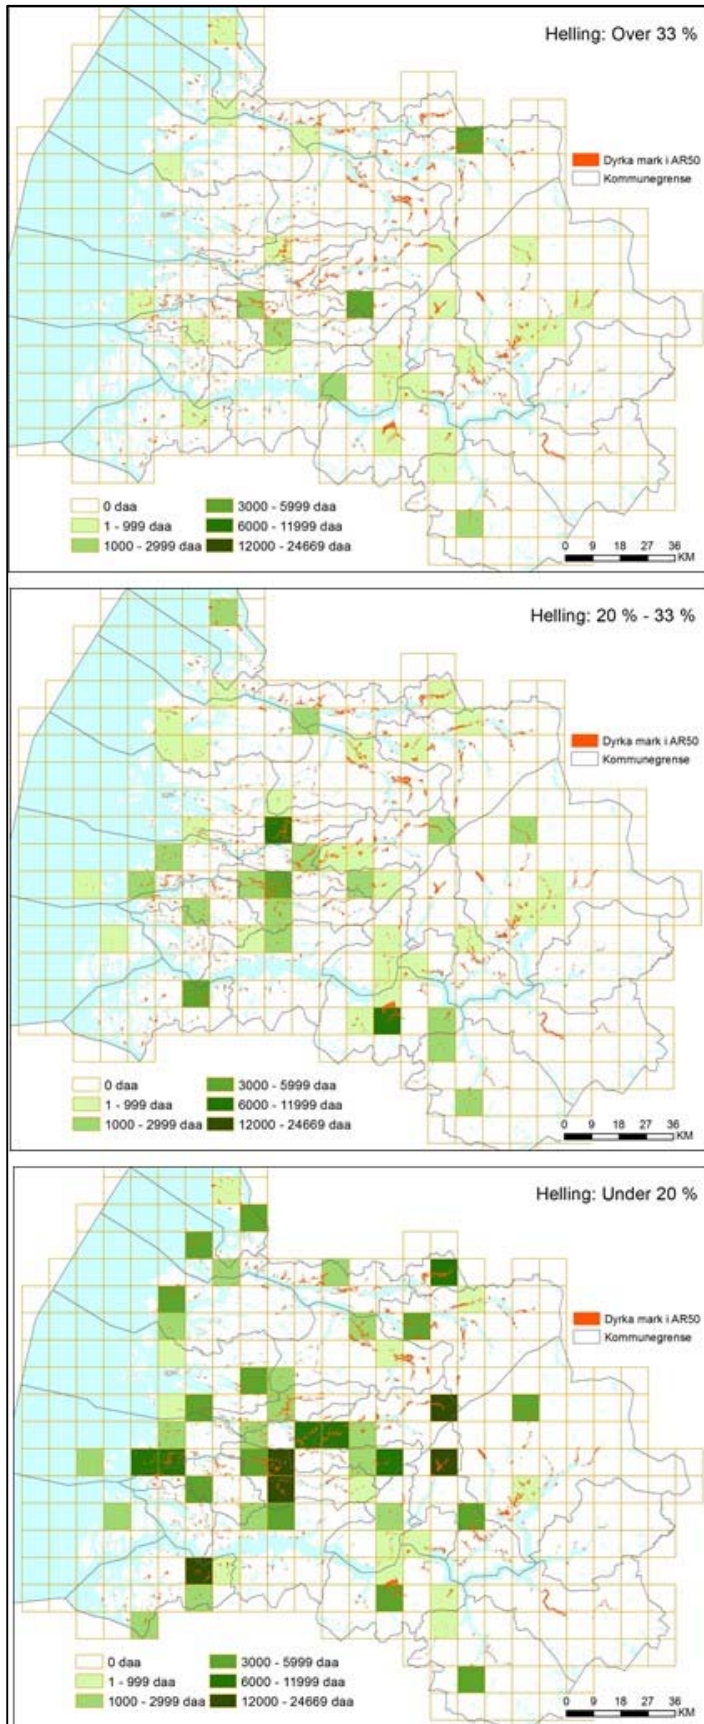 Helling: Over 33 %
Dyrka mark i AR50
Kommunegrense
0 daa
1 - 999 daa
1000 - 2999 daa
3000 - 5999 daa
6000 - 11999 daa
12000 - 24669 daa
0 9 18 27 36
KM
Helling: 20 % - 33 %
Dyrka mark i AR50
Kommunegrense
0 daa
1 - 999 daa
1000 - 2999 daa
3000 - 5999 daa
6000 - 11999 daa
12000 - 24669 daa
0 9 18 27 36
KM
Helling: Under 20 %
Dyrka mark i AR50
Kommunegrense
0 daa
1 - 999 daa
1000 - 2999 daa
3000 - 5999 daa
6000 - 11999 daa
12000 - 24669 daa
0 9 18 27 36
KM